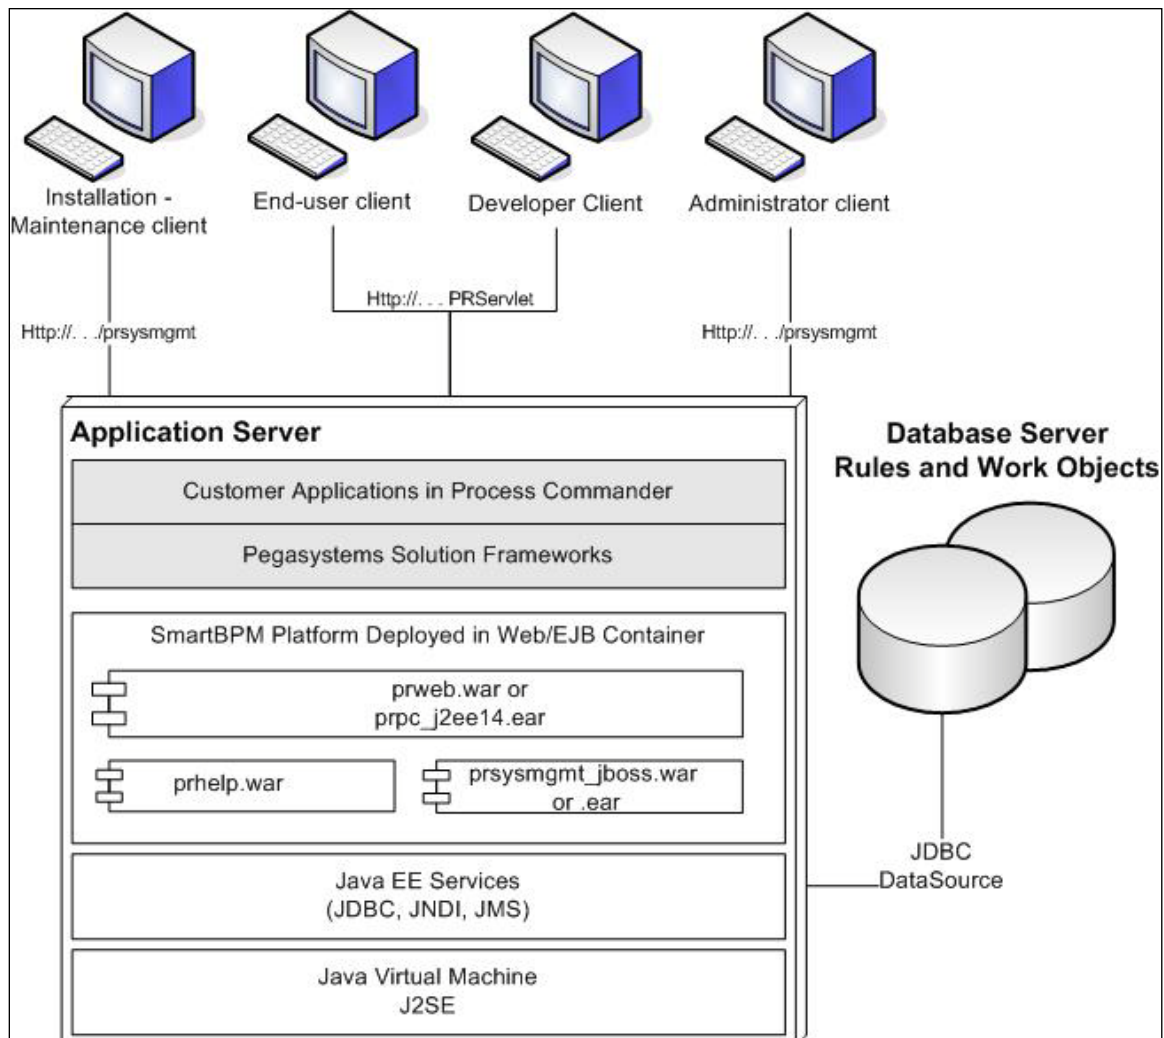 Installation -
Maintenance client
End-user client
Developer Client
Administrator client
Http://. . . PRServlet
Http://. . ./prsysmgmt
Http://. . ./prsysmgmt
Application Server
Customer Applications in Process Commander
Pegasystems Solution Frameworks
SmartBPM Platform Deployed in Web/EJB Container
prweb.war or
prpc_j2ee14.ear
prhelp.war
prsysmgmt_jboss.war
or .ear
Java EE Services
(JDBC, JNDI, JMS)
Java Virtual Machine
J2SE
Database Server
Rules and Work Objects
JDBC
DataSource